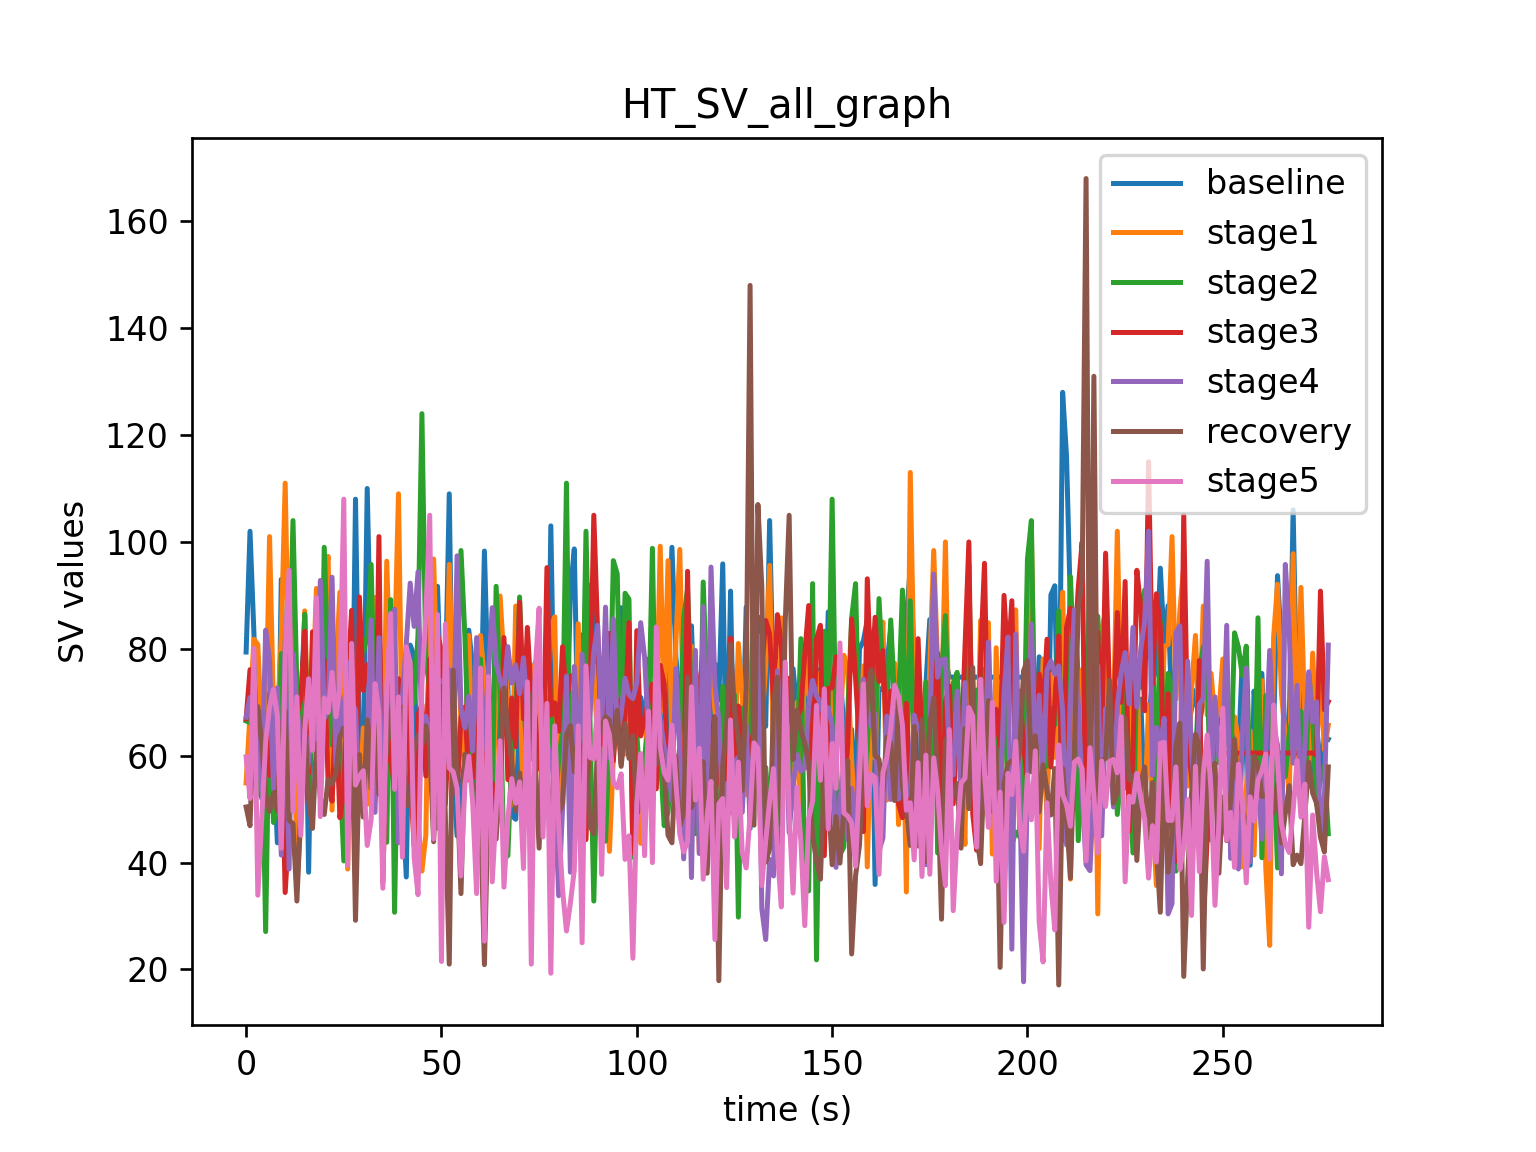 HT_SV_all_graph
baseline
stage1
stage2
stage3
stage4
recovery
stage5
SV values
160
140
120
100
80
60
40
20
0 50 100 150 200 250
time (s)